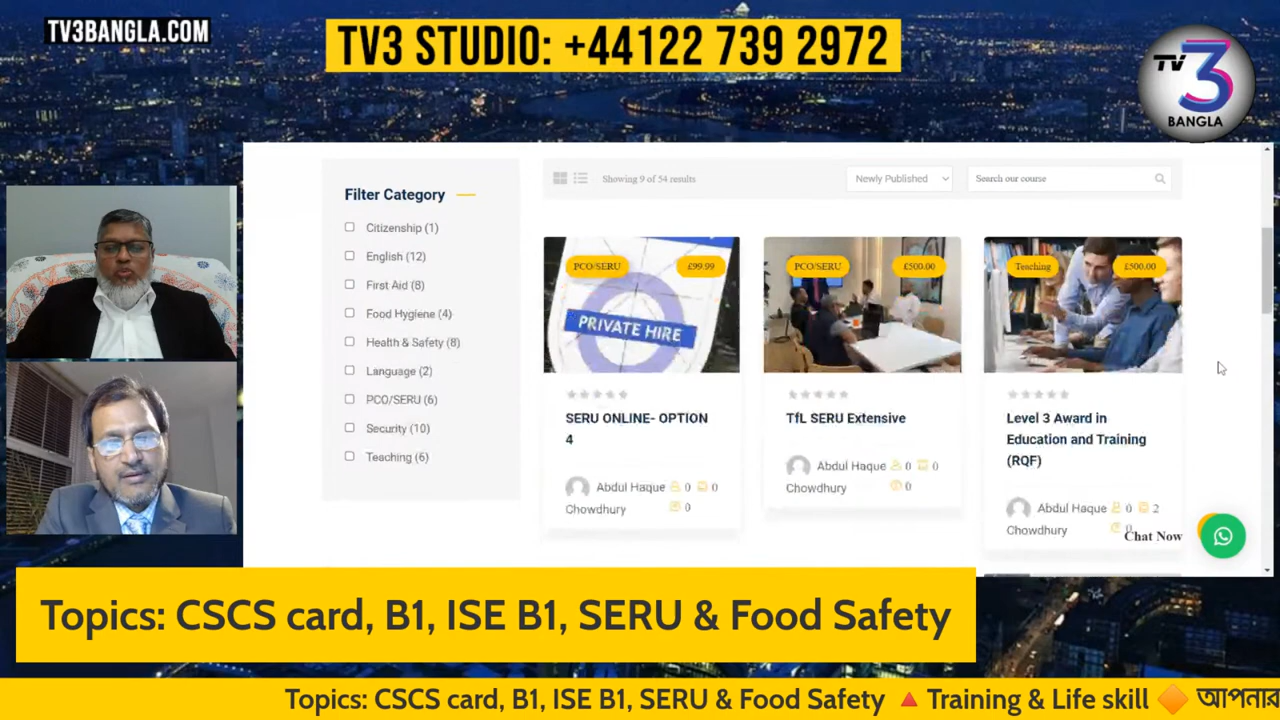 TV3BANGLA.COM
TV3 STUDIO: +44122 739 2972
TV 3
BANGLA
Filter Category
Citizenship (1)
English (12)
First Aid (8)
Food Hygiene (4)
Health & Safety (8)
Language (2)
PCO/SERU (6)
Security (10)
Teaching (6)
Showing 9 of 54 results
Newly Published
Search our course
PCO/SERU
£99.99
PRIVATE HIRE
SERU ONLINE- OPTION
4
Abdul Haque 0 0
Chowdhury 0
PCO/SERU
£500.00
TfL SERU Extensive
Abdul Haque 0 0
Chowdhury 0
Teaching
£500.00
Level 3 Award in
Education and Training
(RQF)
Abdul Haque 0 2
Chowdhury 0
Chat Now
Topics: CSCS card, B1, ISE B1, SERU & Food Safety
Topics: CSCS card, B1, ISE B1, SERU & Food Safety 🔺 Training & Life skill 🔶 আপনার